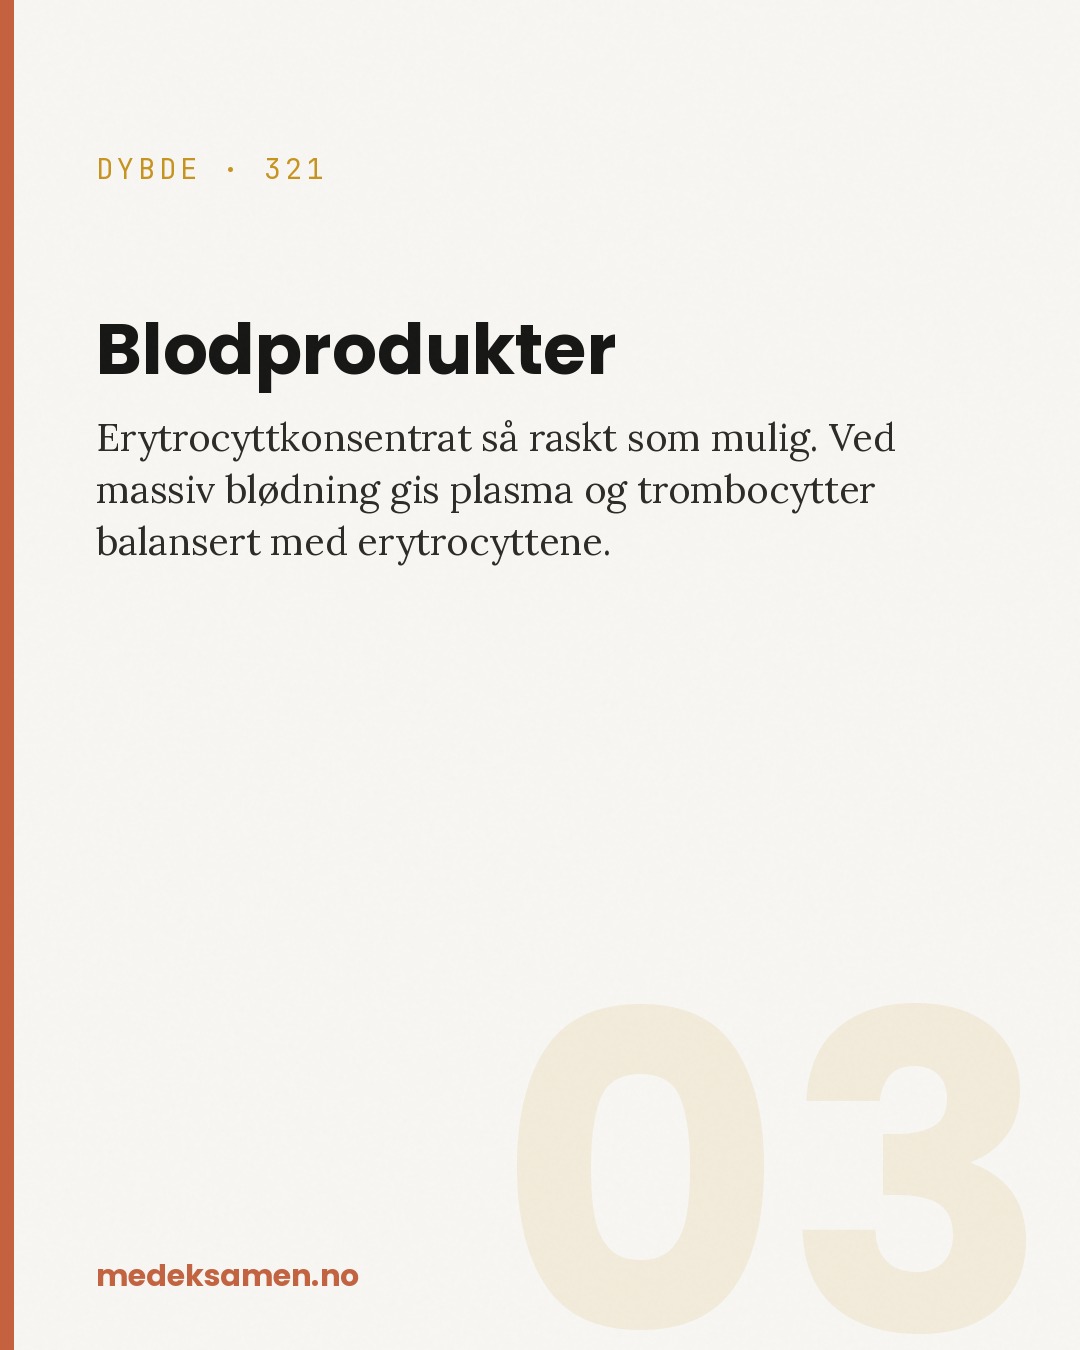 DYBDE · 321
Blodprodukter
Erytrocyttkonsentrat så raskt som mulig. Ved
massiv blødning gis plasma og trombocytter
balansert med erytrocyttene.
03
medeksamen.no